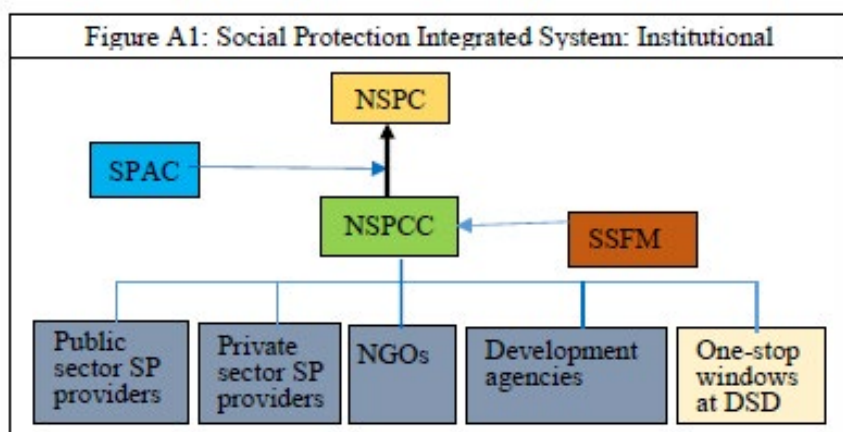 Figure A1: Social Protection Integrated System: Institutional
NSPC
SPAC
NSPCC
SSFM
Public
sector SP
providers
Private
sector SP
providers
NGOs
Development
agencies
One-stop
windows
at DSD